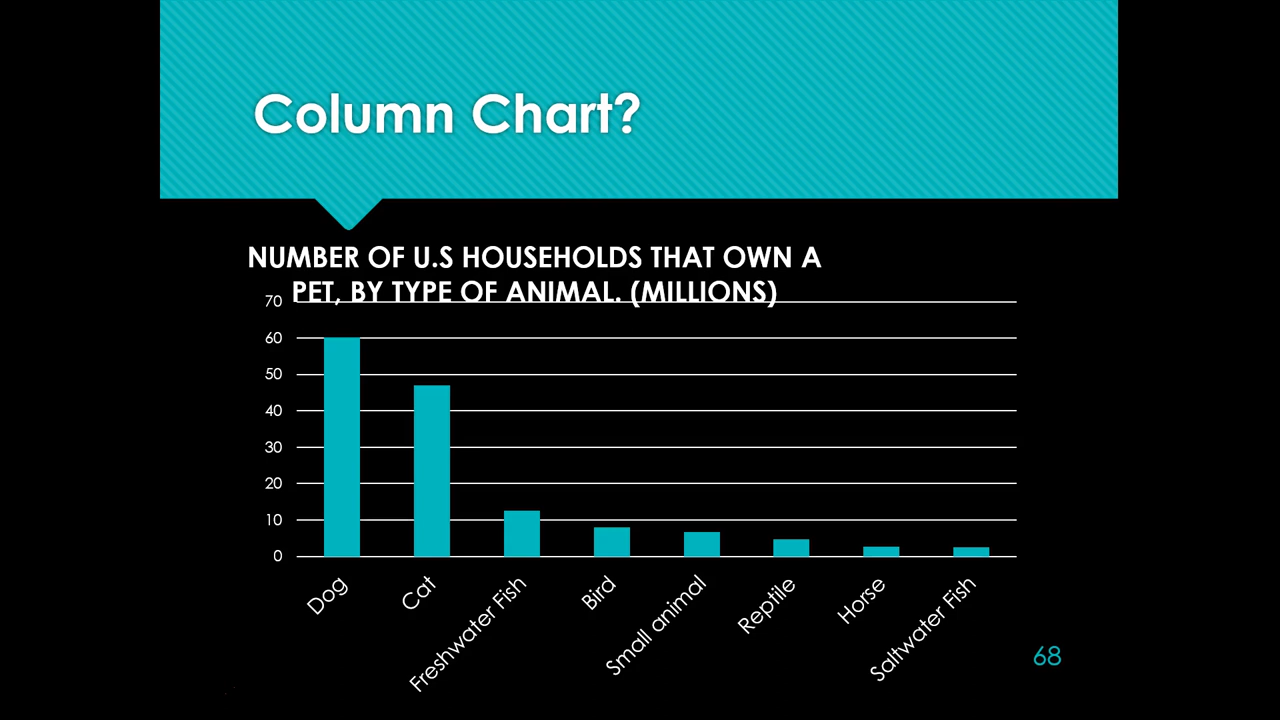 Column Chart?
NUMBER OF U.S HOUSEHOLDS THAT OWN A
PET, BY TYPE OF ANIMAL. (MILLIONS)
70
60
50
40
30
20
10
0
Dog
Cat
Freshwater Fish
Bird
Small animal
Reptile
Horse
Saltwater Fish
68